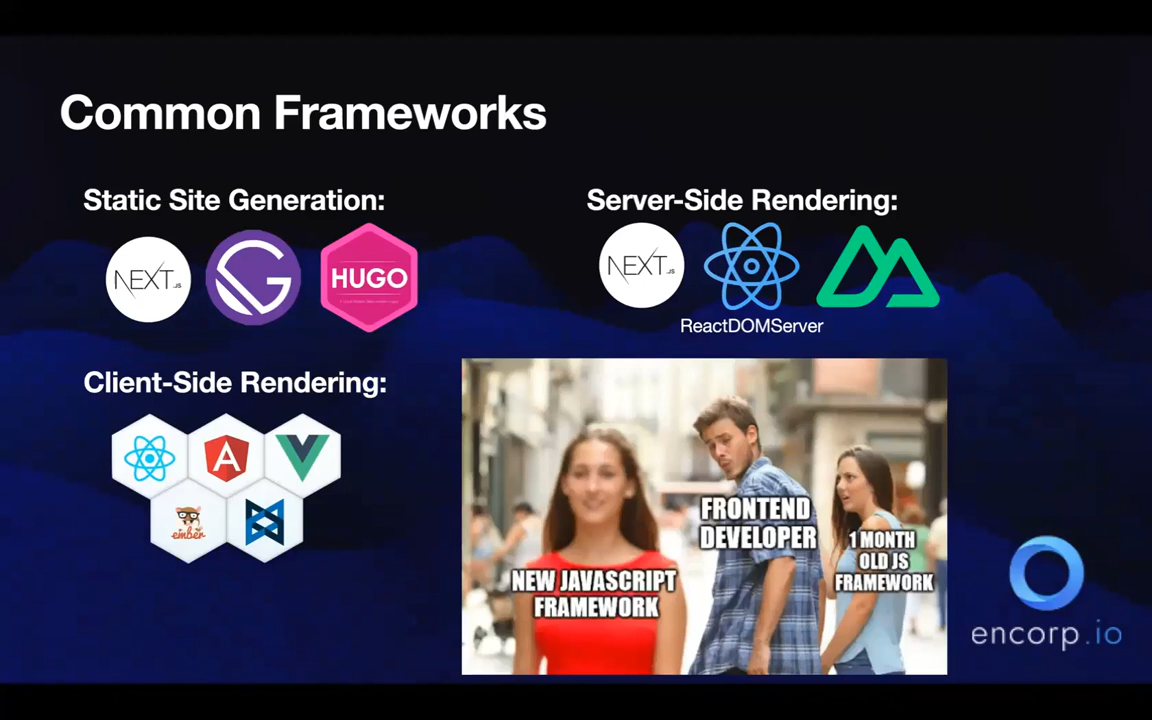 Common Frameworks
Static Site Generation:
Server-Side Rendering:
NEXT.JS
HUGO
NEXT.JS
ReactDOMServer
Client-Side Rendering:
A
ember
FRONTEND
DEVELOPER
1 MONTH
OLD JS
FRAMEWORK
NEW JAVASCRIPT
FRAMEWORK
encorp.io